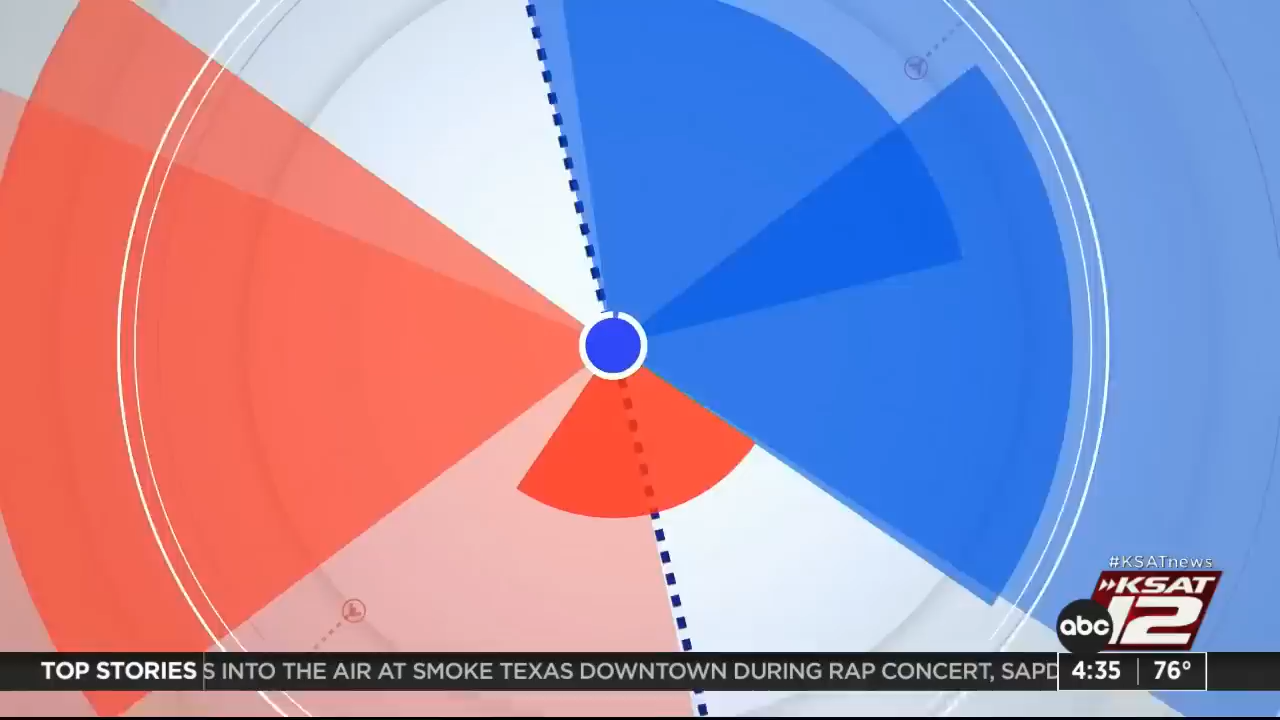 #KSATnews
KSAT
abc 12
TOP STORIES S INTO THE AIR AT SMOKE TEXAS DOWNTOWN DURING RAP CONCERT, SAPD 4:35 76°